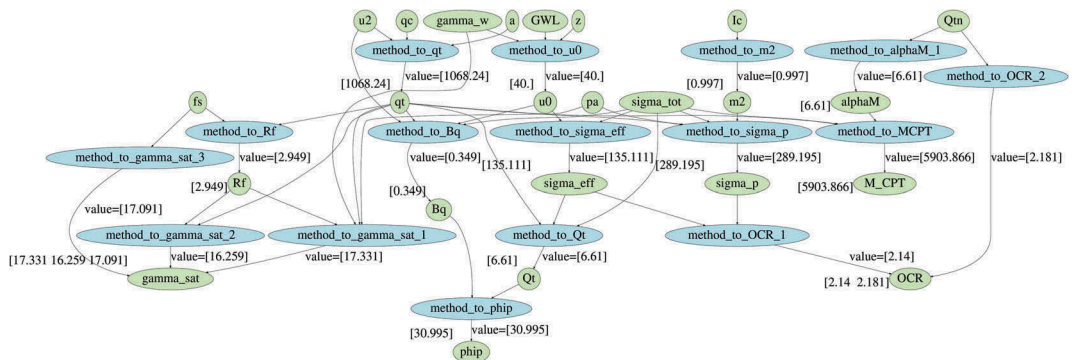 u2 qc gamma_w a GWL z Ic Qtn
method_to_qt method_to_u0 method_to_m2 method_to_alphaM_1
method_to_OCR_2
[1068.24] value=[1068.24] [40.] value=[40.] [0.997] value=[0.997] value=[6.61]
fs qt u0 pa sigma_tot m2 [6.61] alphaM
method_to_Rf method_to_Bq method_to_sigma_eff method_to_sigma_p method_to_MCPT
method_to_gamma_sat_3 value=[2.949] value=[0.349] [135.111] value=[135.111] [289.195] value=[289.195] value=[5903.866] value=[2.181]
[2.949] Rf [0.349] sigma_eff sigma_p [5903.866] M_CPT
value=[17.091] Bq
method_to_gamma_sat_2 method_to_gamma_sat_1 method_to_Qt method_to_OCR_1
[17.331 16.259 17.091] value=[16.259] value=[17.331] [6.61] value=[6.61] value=[2.14]
gamma_sat Qt [2.14 2.181] OCR
method_to_phip
[30.995] value=[30.995]
phip